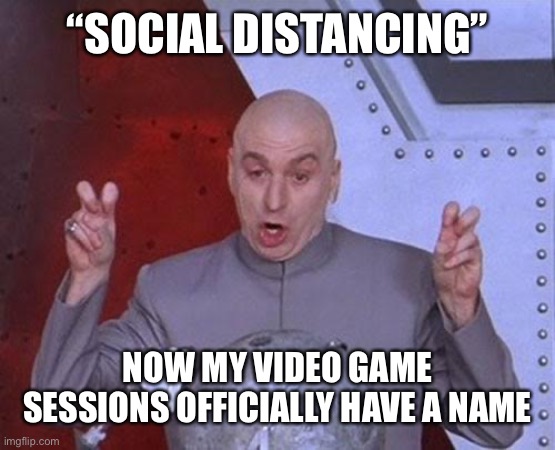 “SOCIAL DISTANCING”
NOW MY VIDEO GAME
SESSIONS OFFICIALLY HAVE A NAME
imgflip.com